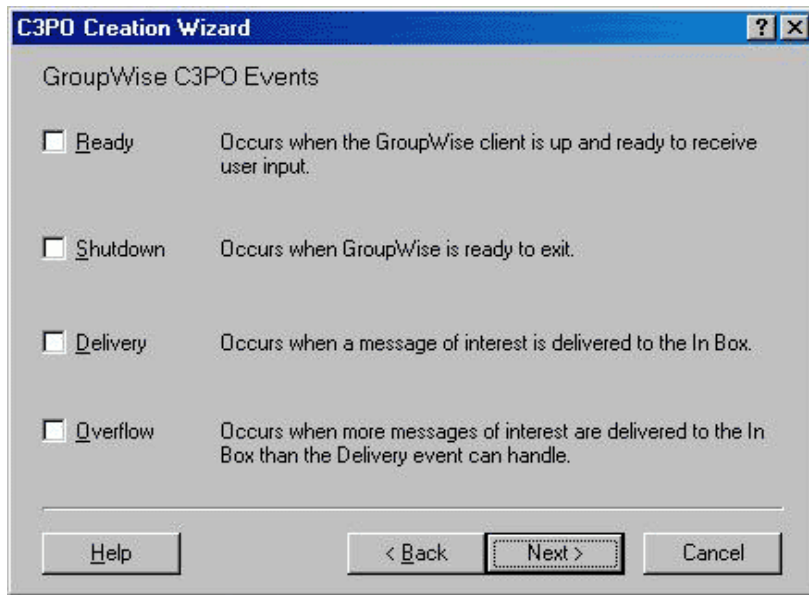 C3PO Creation Wizard
GroupWise C3PO Events
Ready
Occurs when the GroupWise client is up and ready to receive
user input.
Shutdown
Occurs when GroupWise is ready to exit.
Delivery
Occurs when a message of interest is delivered to the In Box.
Overflow
Occurs when more messages of interest are delivered to the In
Box than the Delivery event can handle.
Help
< Back
Next >
Cancel